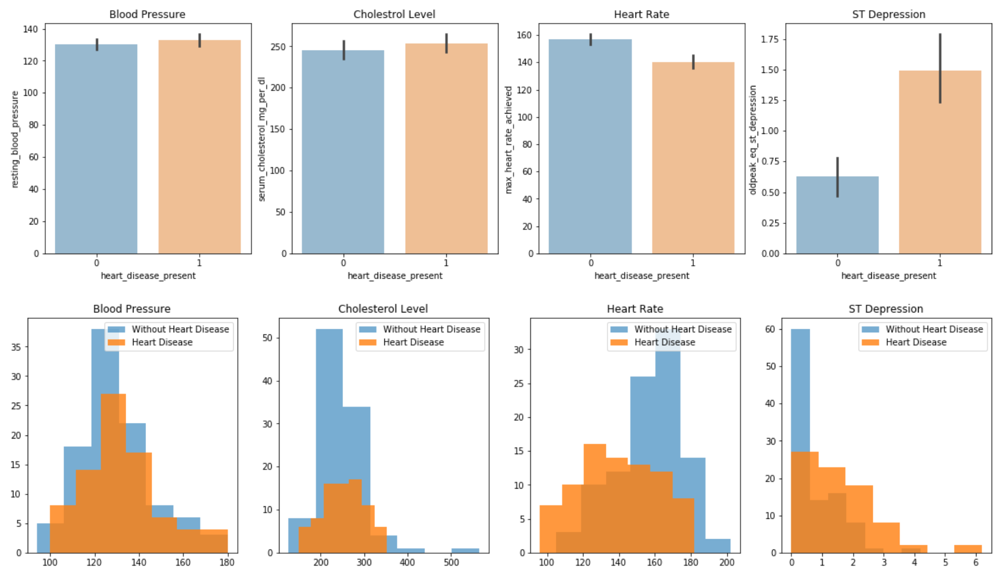 Blood Pressure
140
120
100
80
60
40
20
0
resting_blood_pressure
0 1
heart_disease_present
Cholestrol Level
250
200
150
100
50
0
serum_cholesterol_mg_per_dl
0 1
heart_disease_present
Heart Rate
160
140
120
100
80
60
40
20
0
max_heart_rate_achieved
0 1
heart_disease_present
ST Depression
1.75
1.50
1.25
1.00
0.75
0.50
0.25
0.00
oldpeak_eq_st_depression
0 1
heart_disease_present
Blood Pressure
Without Heart Disease
Heart Disease
35
30
25
20
15
10
5
0
100 120 140 160 180
Cholesterol Level
Without Heart Disease
Heart Disease
50
40
30
20
10
0
200 300 400 500
Heart Rate
Without Heart Disease
Heart Disease
30
25
20
15
10
5
0
100 120 140 160 180 200
ST Depression
Without Heart Disease
Heart Disease
60
50
40
30
20
10
0
0 1 2 3 4 5 6